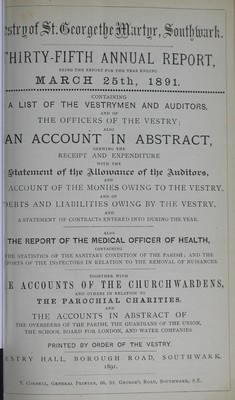 estry of St. George the Martyr, Southwark.
THIRTY-FIFTH ANNUAL REPORT,
BEING THE REPORT FOR THE YEAR ENDING
MARCH 25th, 1891.
CONTAINING
A LIST OF THE VESTRYMEN AND AUDITORS,
AND OF
THE OFFICERS OF THE VESTRY;
ALSO
AN ACCOUNT IN ABSTRACT,
SHEWING THE
RECEIPT AND EXPENDITURE
WITH THE
Statement of the Allowance of the Auditors,
AND
ACCOUNT OF THE MONIES OWING TO THE VESTRY,
AND OF
DEBTS AND LIABILITIES OWING BY THE VESTRY,
AND
A STATEMENT OF CONTRACTS ENTERED INTO DURING THE YEAR.
ALSO
THE REPORT OF THE MEDICAL OFFICER OF HEALTH,
CONTAINING
THE STATISTICS OF THE SANITARY CONDITION OF THE PARISH; AND THE
REPORTS OF THE INSPECTORS IN RELATION TO THE REMOVAL OF NUISANCES
TOGETHER WITH
THE ACCOUNTS OF THE CHURCHWARDENS,
AND OTHERS IN RELATION TO
THE PAROCHIAL CHARITIES,
AND
THE ACCOUNTS IN ABSTRACT OF
THE OVERSEERS OF THE PARISH, THE GUARDIANS OF THE UNION,
THE SCHOOL BOARD FOR LONDON, AND WATER COMPANIES
PRINTED BY ORDER OF THE VESTRY.
VESTRY HALL, BOROUGH ROAD, SOUTHWARK.
1891.
GENERAL PRINTER, 66, ST. GEORGE'S ROAD, SOUTHWARK, S.E.